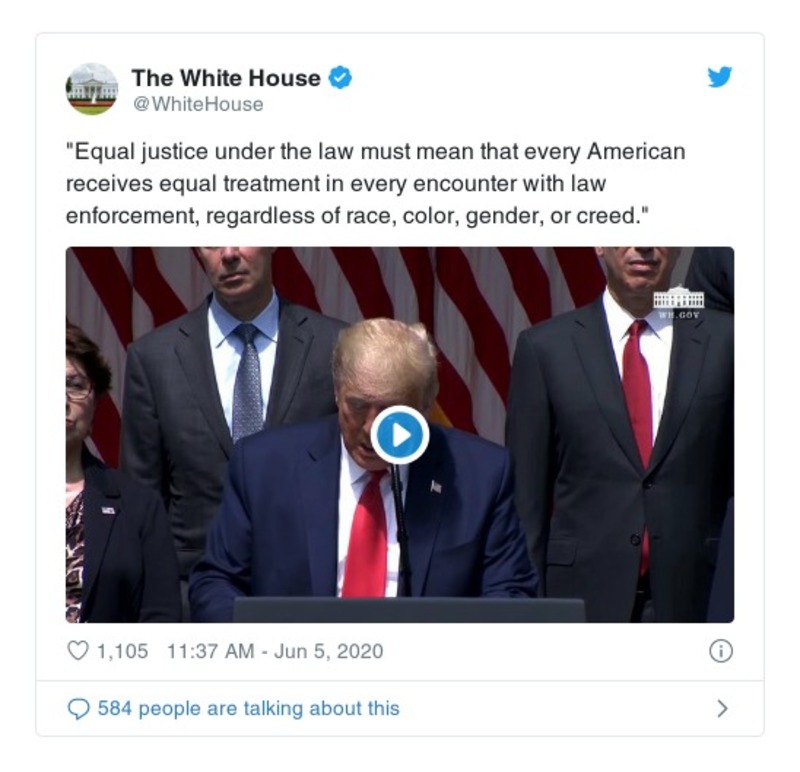 The White House
@WhiteHouse
"Equal justice under the law must mean that every American
receives equal treatment in every encounter with law
enforcement, regardless of race, color, gender, or creed."
WH.GOV
1,105 11:37 AM - Jun 5, 2020
584 people are talking about this